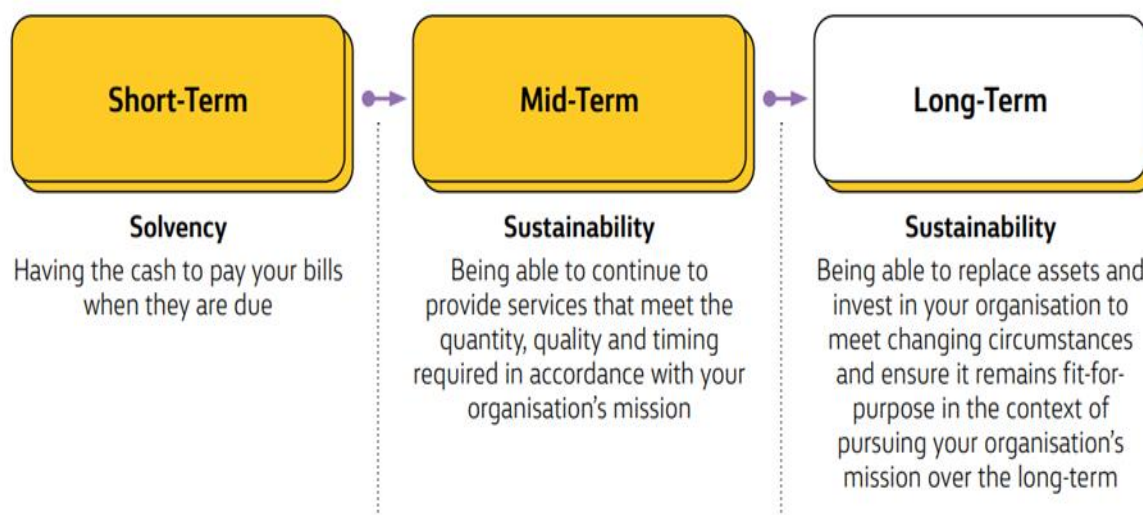 Short-Term
Mid-Term
Long-Term
Solvency
Having the cash to pay your bills
when they are due
Sustainability
Being able to continue to
provide services that meet the
quantity, quality and timing
required in accordance with your
organisation's mission
Sustainability
Being able to replace assets and
invest in your organisation to
meet changing circumstances
and ensure it remains fit-for-
purpose in the context of
pursuing your organisation's
mission over the long-term